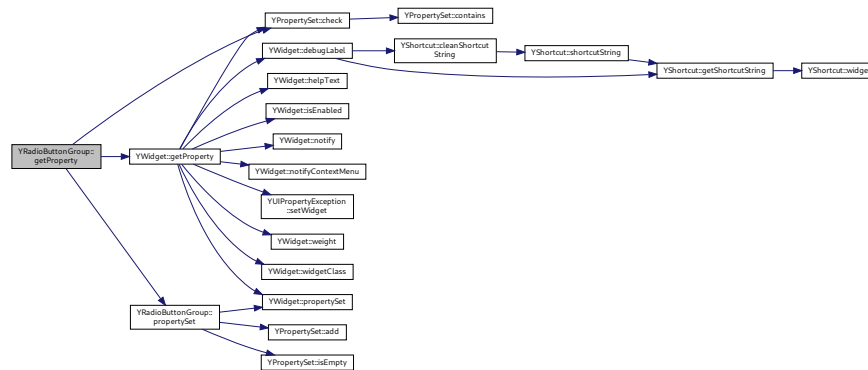 YPropertySet::check
YPropertySet::contains
YWidget::debugLabel
YShortcut::cleanShortcut
String
YShortcut::shortcutString
YShortcut::getShortcutString
YShortcut::widget
YWidget::helpText
YWidget::isEnabled
YWidget::notify
YRadioButtonGroup::
getProperty
YWidget::getProperty
YWidget::notifyContextMenu
YUIPropertyException
::setWidget
YWidget::weight
YWidget::widgetClass
YWidget::propertySet
YRadioButtonGroup::
propertySet
YPropertySet::add
YPropertySet::isEmpty